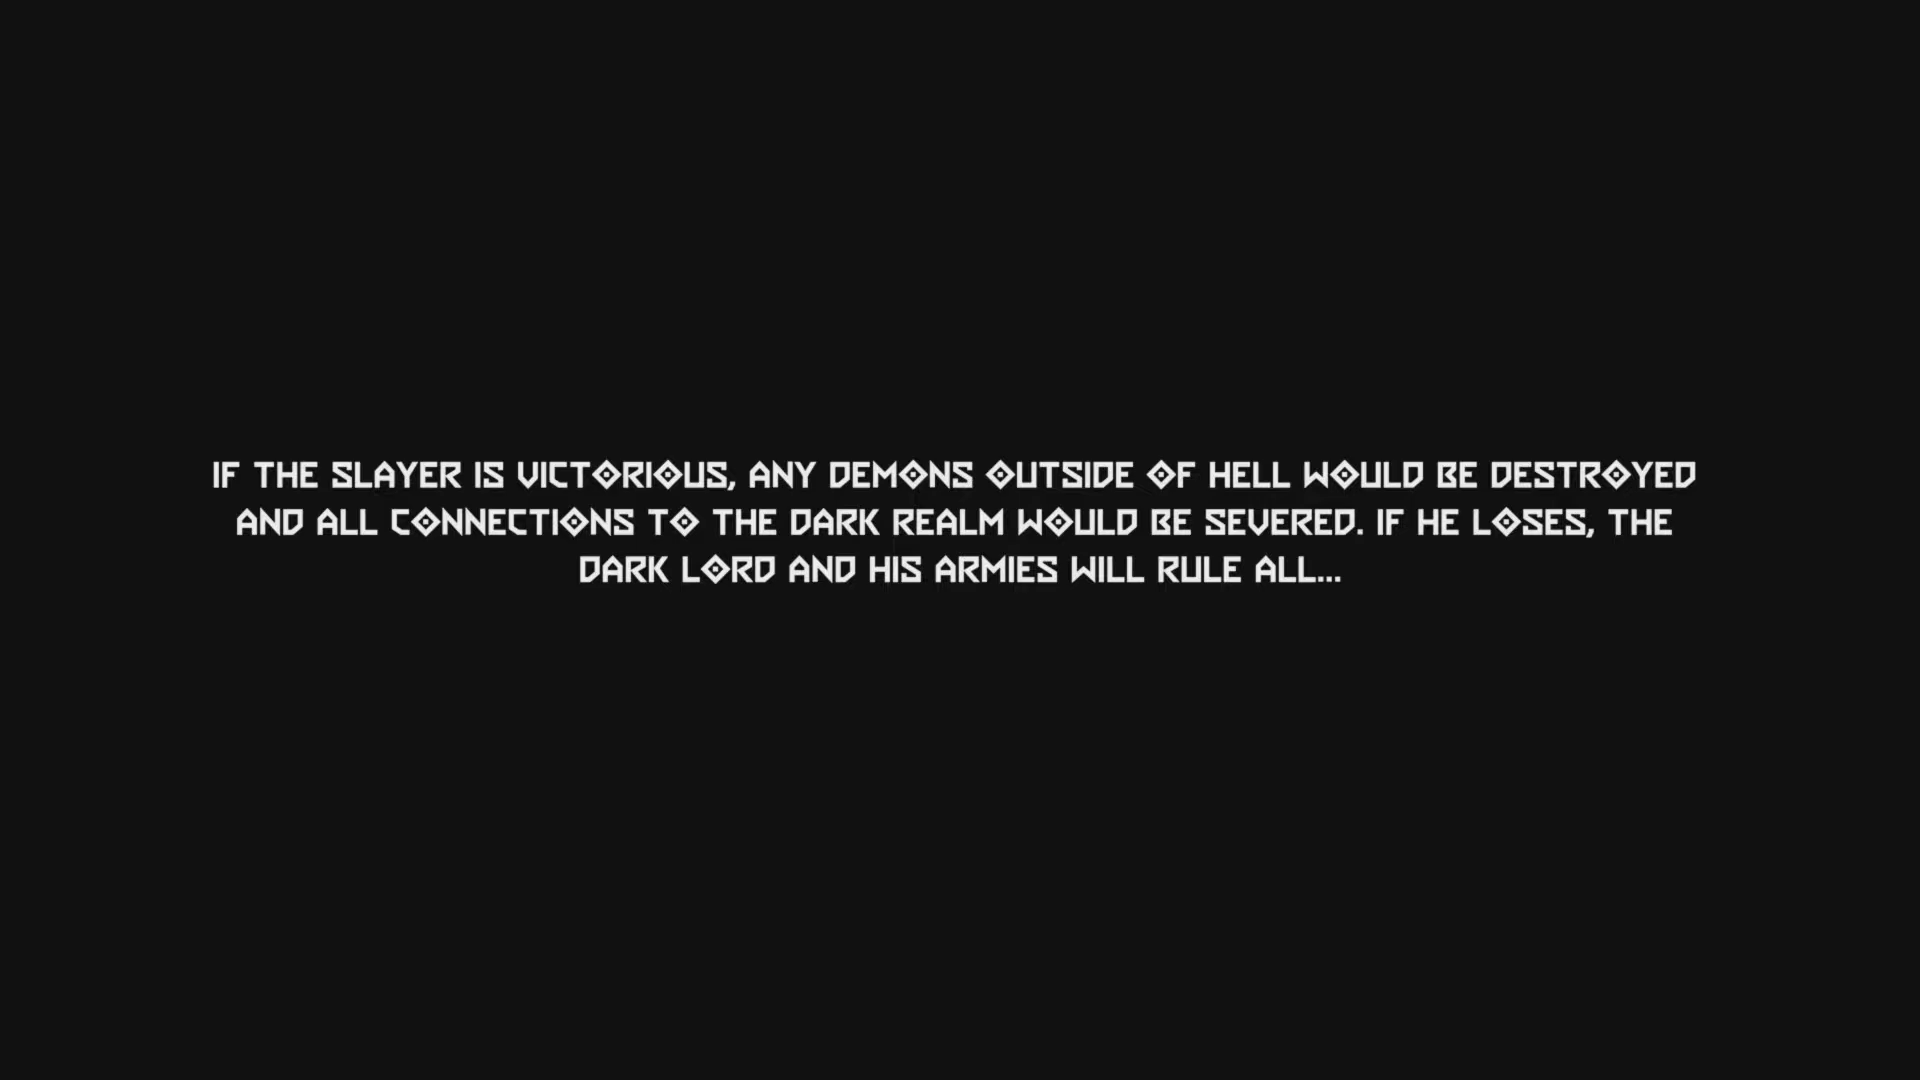 IF THE SLAYER IS VICTORIOUS, ANY DEMONS OUTSIDE OF HELL WOULD BE DESTROYED
AND ALL CONNECTIONS TO THE DARK REALM WOULD BE SEVERED. IF HE LOSES, THE
DARK LORD AND HIS ARMIES WILL RULE ALL...